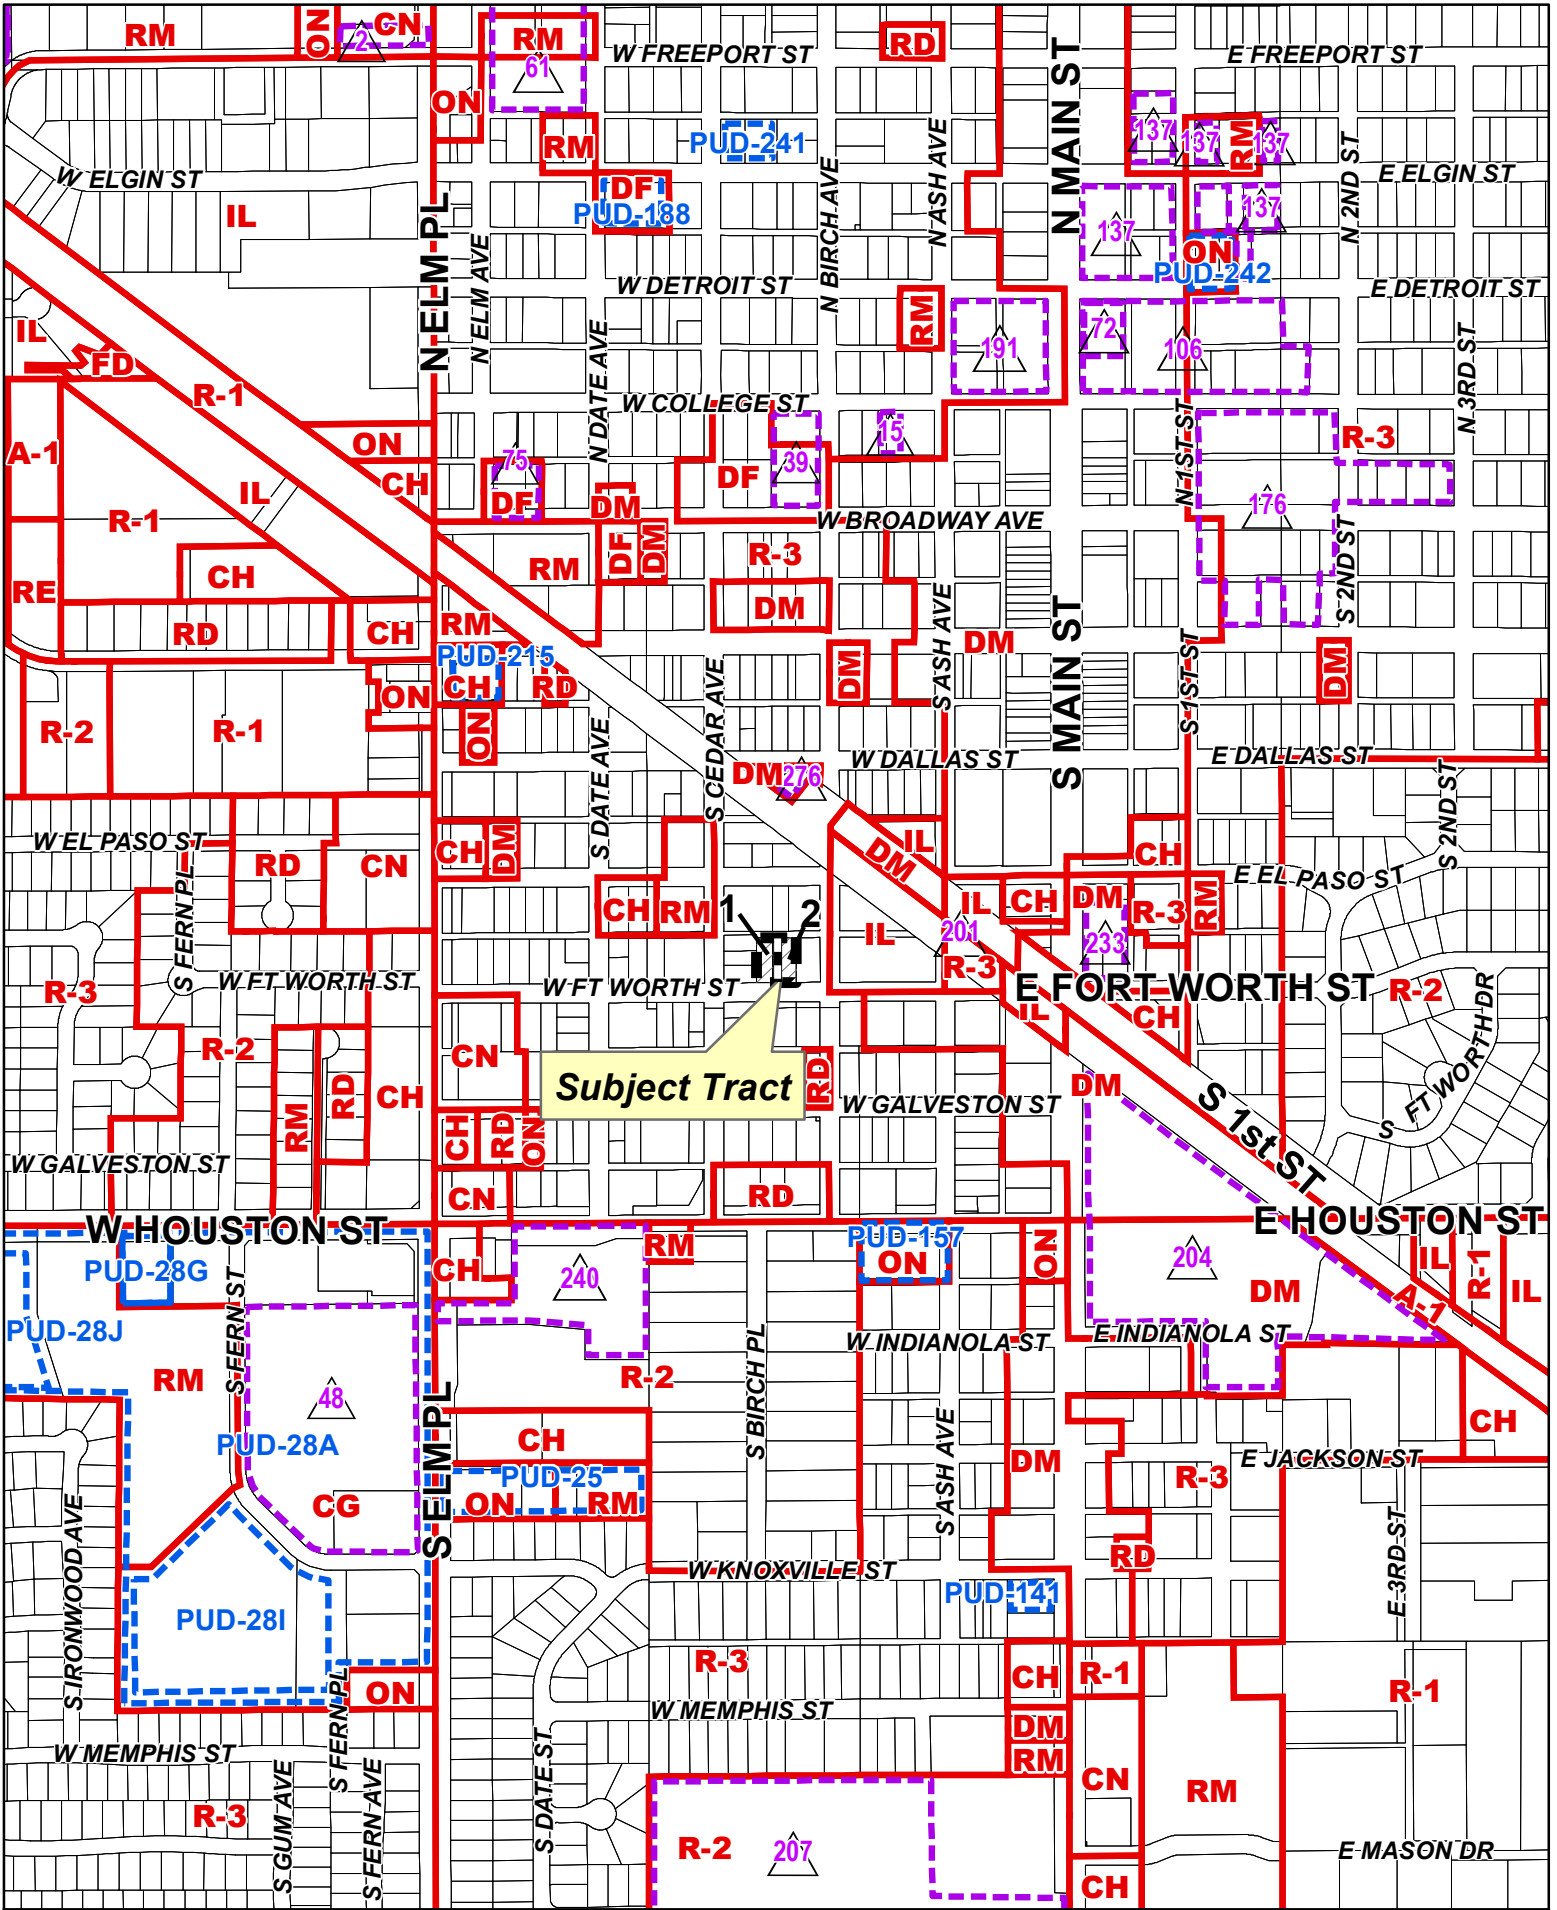 RM
ON
2
CN
RM
61
W FREEPORT ST
RD
N MAIN ST
E FREEPORT ST
ON
RM
PUD-241
137
137
RM
137
N 2ND ST
W ELGIN ST
IL
DF
PUD-188
N BIRCH AVE
N ASH AVE
E ELGIN ST
137
137
ON
PUD-242
N ELM PL
N ELM AVE
W DETROIT ST
E DETROIT ST
IL
FD
R-1
N DATE AVE
RM
191
72
106
N 3RD ST
W COLLEGE ST
A-1
ON
CH
IL
75
DF
DM
DF
39
15
N 1ST ST
R-3
176
R-1
W BROADWAY AVE
RE
CH
RM
DF
DM
R-3
DM
S 2ND ST
RD
CH
RM
PUD-215
CH
RD
DM
S ASH AVE
DM
S MAIN ST
S 1ST ST
DM
R-2
R-1
ON
ON
S DATE AVE
S CEDAR AVE
W DALLAS ST
E DALLAS ST
DM
276
W EL PASO ST
RD
CN
CH
DM
IL
DM
CH
S 2ND ST
E EL PASO ST
S FERN PL
CH
RM
1
2
IL
IL
201
CH
DM
R-3
RM
233
R-3
R-3
W FT WORTH ST
W FT WORTH ST
E FORT WORTH ST
R-2
IL
CH
R-2
CN
Subject Tract
RD
DM
S FT WORTH DR
RM
RD
CH
CH
RD
ON
W GALVESTON ST
S 1st ST
W GALVESTON ST
CN
RD
W HOUSTON ST
E HOUSTON ST
PUD-28G
CH
240
RM
PUD-157
ON
ON
204
DM
IL
R-1
IL
A-1
PUD-28J
S FERN ST
RM
48
R-2
S BIRCH PL
W INDIANOLA ST
E INDIANOLA ST
CH
PUD-28A
CG
S ELM PL
CH
PUD-25
ON
RM
S ASH AVE
DM
R-3
E JACKSON ST
S IRONWOOD AVE
RD
E 3RD ST
W KNOXVILLE ST
PUD-28I
PUD-141
R-3
CH
R-1
R-1
ON
S FERN PL
W MEMPHIS ST
DM
RM
W MEMPHIS ST
S DATE ST
CN
RM
R-3
S GUM AVE
S FERN AVE
R-2
207
CH
E MASON DR